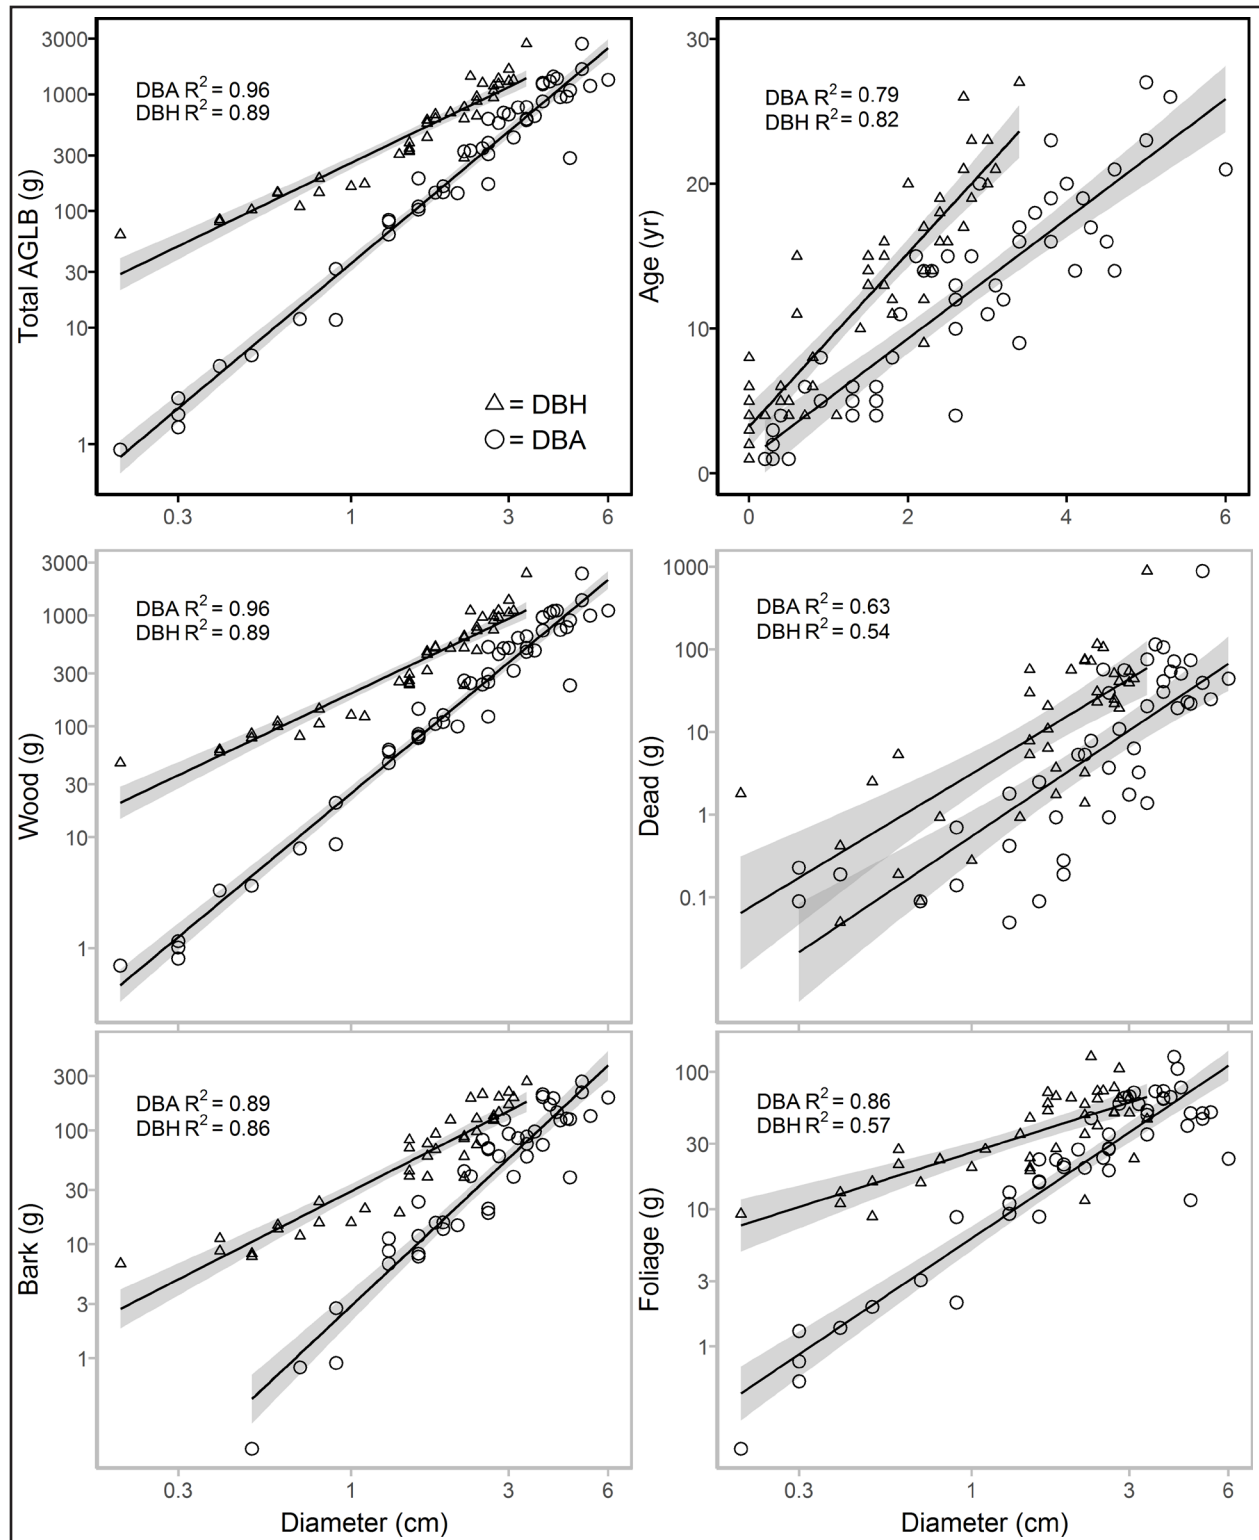 Total AGLB (g)
3000
1000
300
100
30
10
1
DBA R² = 0.96
DBH R² = 0.89
△ = DBH
○ = DBA
0.3 1 3 6
Age (yr)
30
20
10
0
DBA R² = 0.79
DBH R² = 0.82
0 2 4 6
Wood (g)
3000
1000
300
100
30
10
1
DBA R² = 0.96
DBH R² = 0.89
Dead (g)
1000
100
10
1
0.1
DBA R² = 0.63
DBH R² = 0.54
Bark (g)
300
100
30
10
3
1
DBA R² = 0.89
DBH R² = 0.86
0.3 1 3 6
Diameter (cm)
Foliage (g)
100
30
10
3
1
DBA R² = 0.86
DBH R² = 0.57
0.3 1 3 6
Diameter (cm)